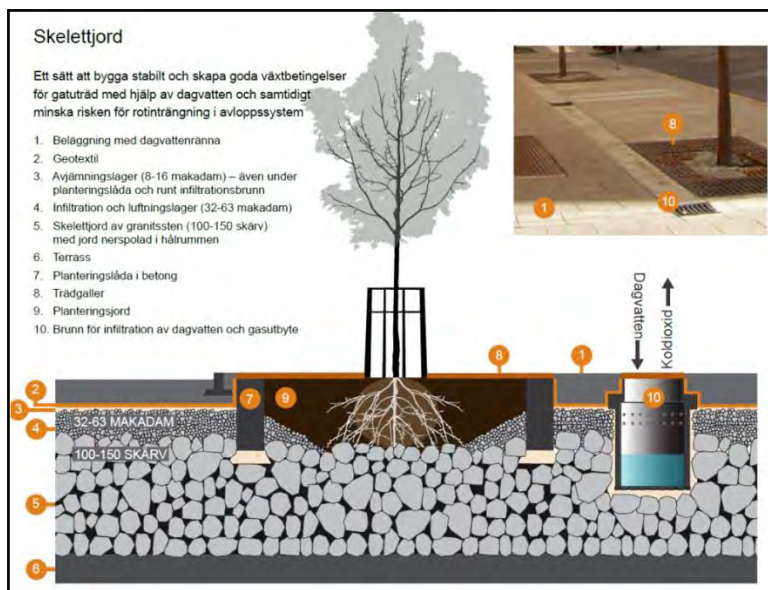 Skelettjord
Ett sätt att bygga stabilt och skapa goda växtbetingelser
för gatuträd med hjälp av dagvatten och samtidigt
minska risken för rotinträngning i avloppssystem
1. Beläggning med dagvattenränna
2. Geotextil
3. Avjämningslager (8-16 makadam) – även under
planteringslåda och runt infiltrationsbrunn
4. Infiltration och luftningslager (32-63 makadam)
5. Skelettjord av granitssten (100-150 skärv)
med jord nerspolad i hålrummen
6. Terrass
7. Planteringslåda i betong
8. Trädgaller
9. Planteringsjord
10. Brunn för infiltration av dagvatten och gasutbyte
8
10
1
Dagvatten
Koldioxid
8
1
2
7
9
10
3
32-63 MAKADAM
4
100-150 SKÄRV
5
6